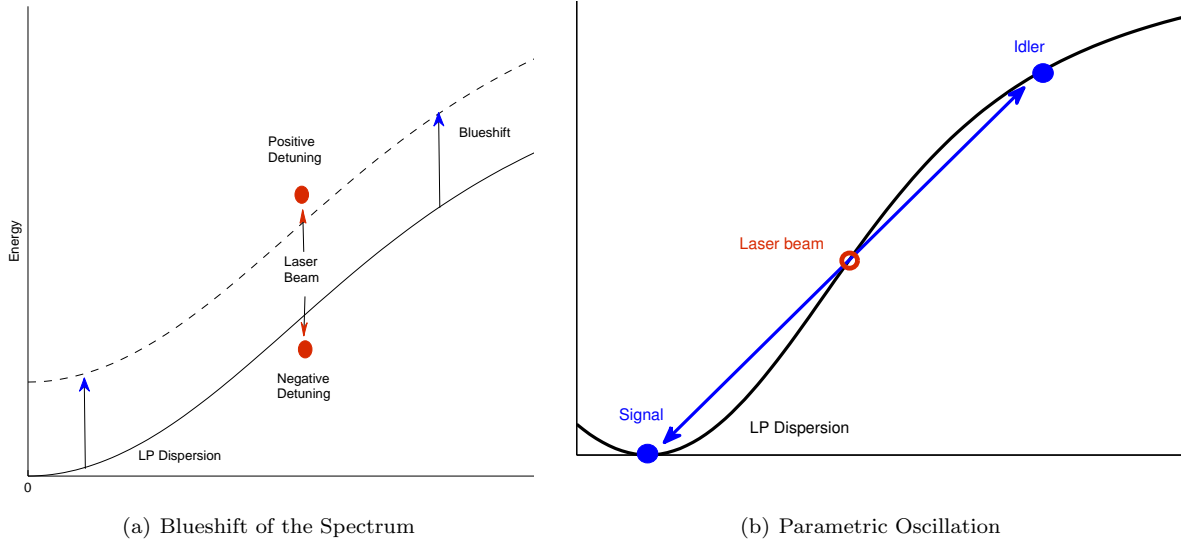 Positive
Detuning
Blueshift
Energy
Laser
Beam
Negative
Detuning
LP Dispersion
0
(a) Blueshift of the Spectrum
Idler
Laser beam
Signal
LP Dispersion
(b) Parametric Oscillation